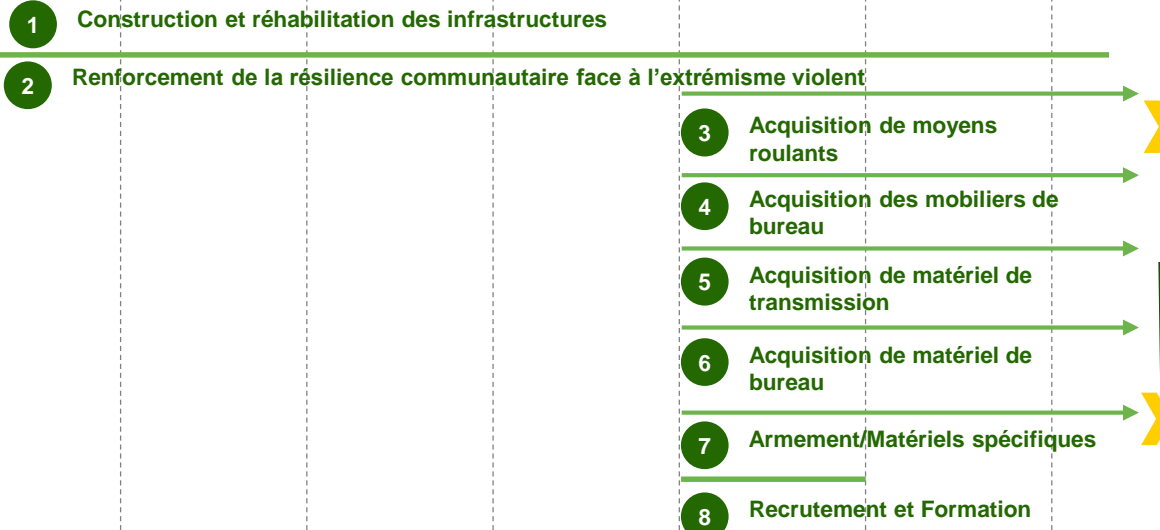 1 Construction et réhabilitation des infrastructures
2 Renforcement de la résilience communautaire face à l’extrémisme violent
3 Acquisition de moyens
roulants
4 Acquisition des mobiliers de
bureau
5 Acquisition de matériel de
transmission
6 Acquisition de matériel de
bureau
7 Armement/Matériels spécifiques
8 Recrutement et Formation